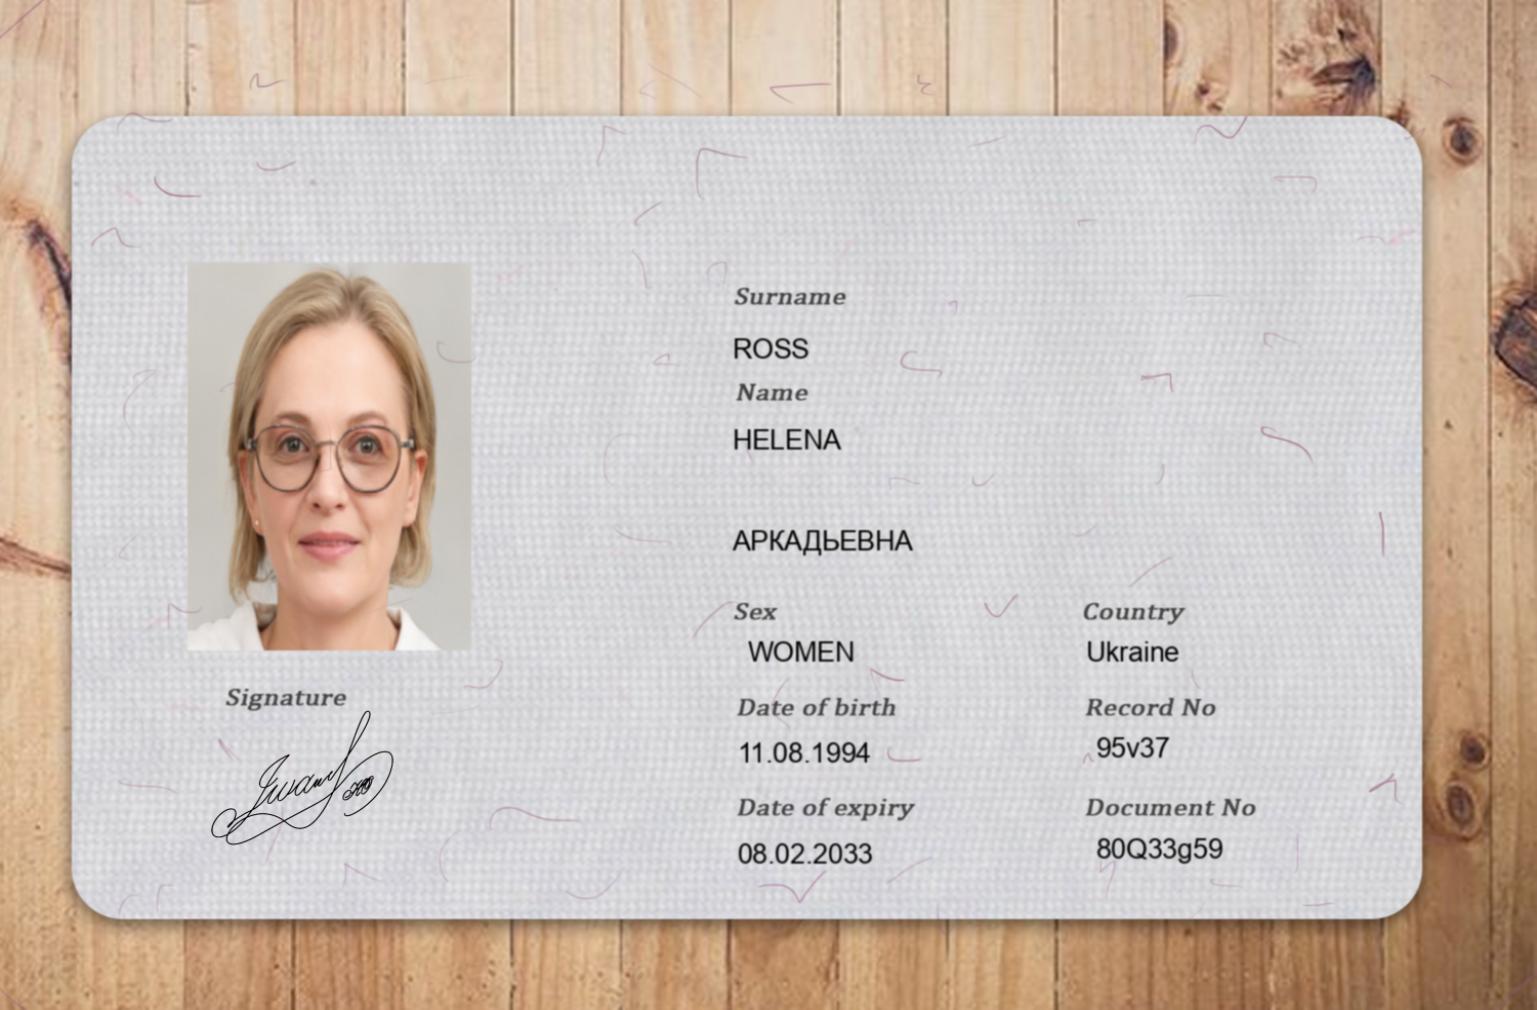 Surname
ROSS
Name
HELENA
АРКАДЬЕВНА
Sex
WOMEN
Country
Ukraine
Date of birth
11.08.1994
Record No
95v37
Date of expiry
08.02.2033
Document No
80Q33g59
Signature